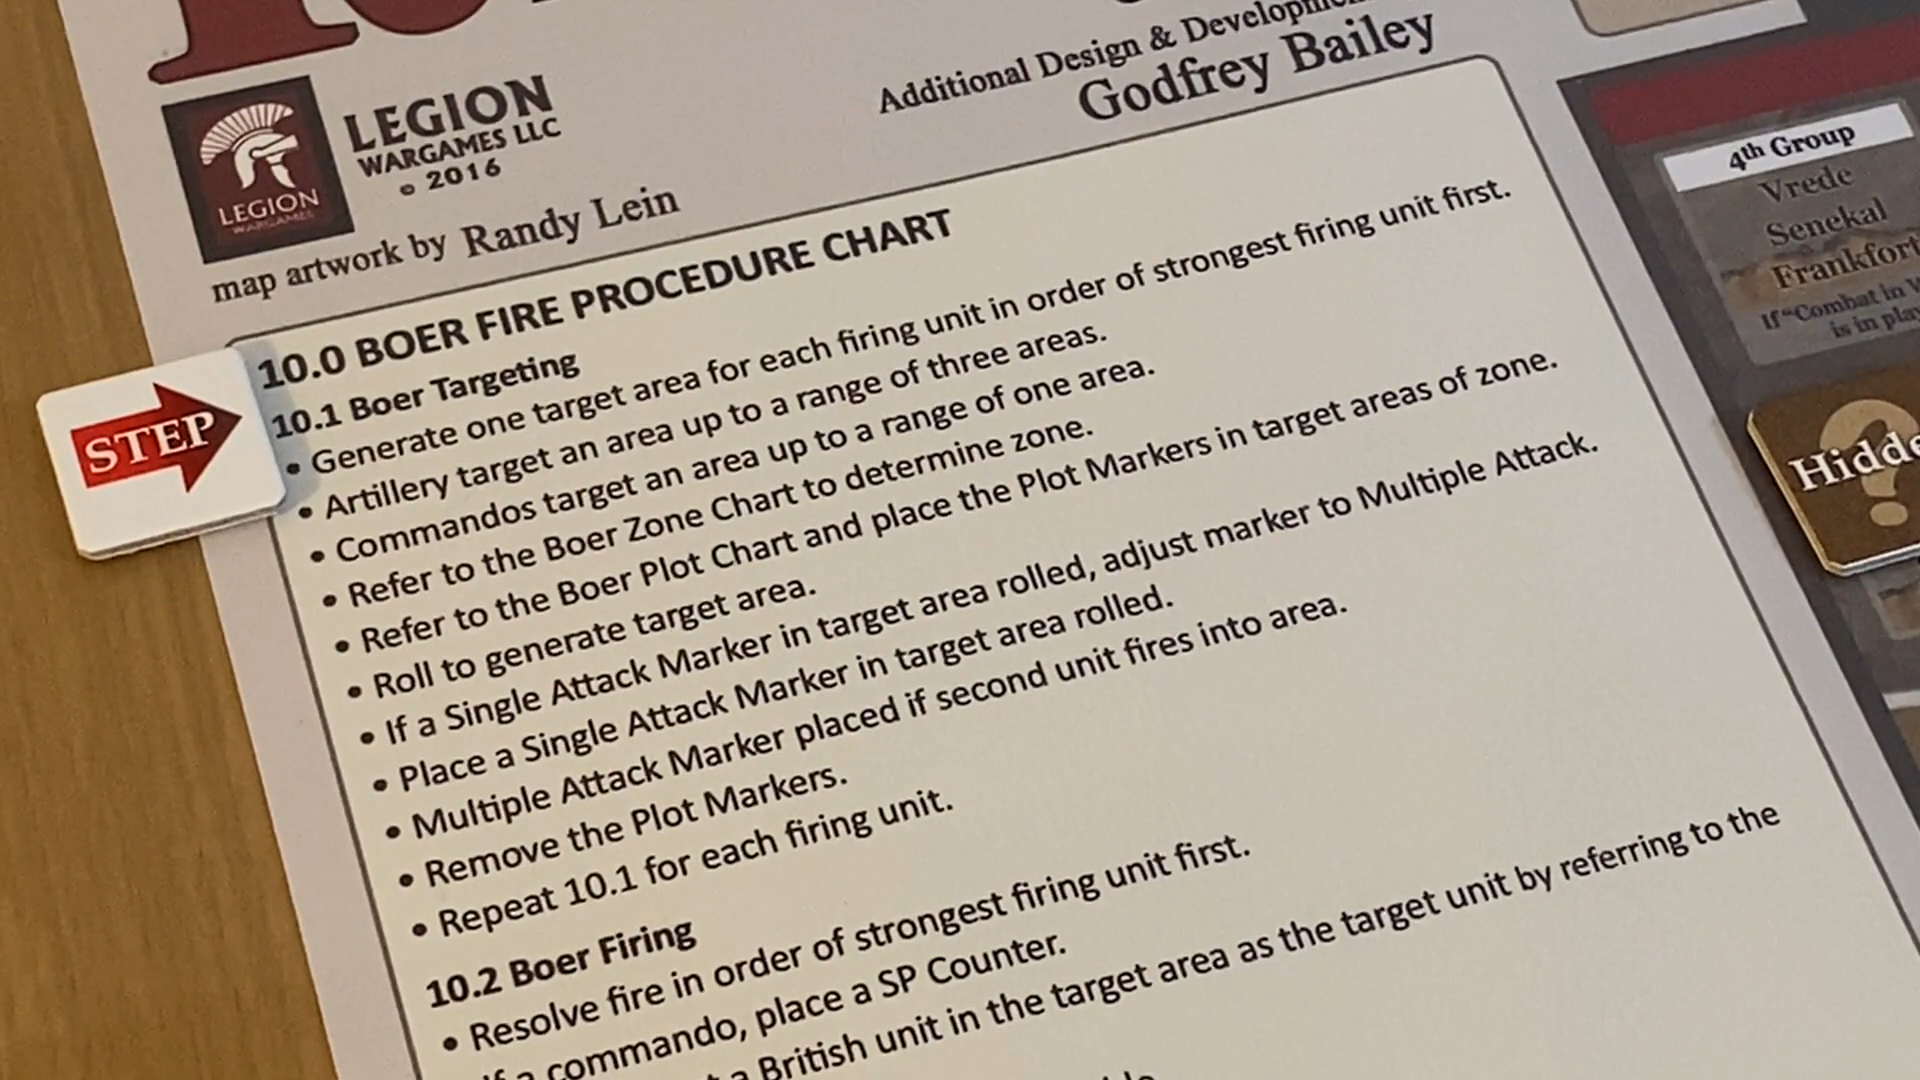 Additional Design & Development
Godfrey Bailey
LEGION
WARGAMES LLC
© 2016
LEGION
WARGAMES
map artwork by Randy Lein
STEP
10.0 BOER FIRE PROCEDURE CHART
10.1 Boer Targeting
• Generate one target area for each firing unit in order of strongest firing unit first.
• Artillery target an area up to a range of three areas.
• Commandos target an area up to a range of one area.
• Refer to the Boer Zone Chart to determine zone.
• Refer to the Boer Plot Chart and place the Plot Markers in target areas of zone.
• Roll to generate target area.
• If a Single Attack Marker in target area rolled, adjust marker to Multiple Attack.
• Place a Single Attack Marker in target area rolled.
• Multiple Attack Marker placed if second unit fires into area.
• Remove the Plot Markers.
• Repeat 10.1 for each firing unit.
10.2 Boer Firing
• Resolve fire in order of strongest firing unit first.
If a commando, place a SP Counter.
a British unit in the target area as the target unit by referring to the
4th Group
Vrede
Senekal
Frankfort
If "Combat in
is in play
Hidde
?